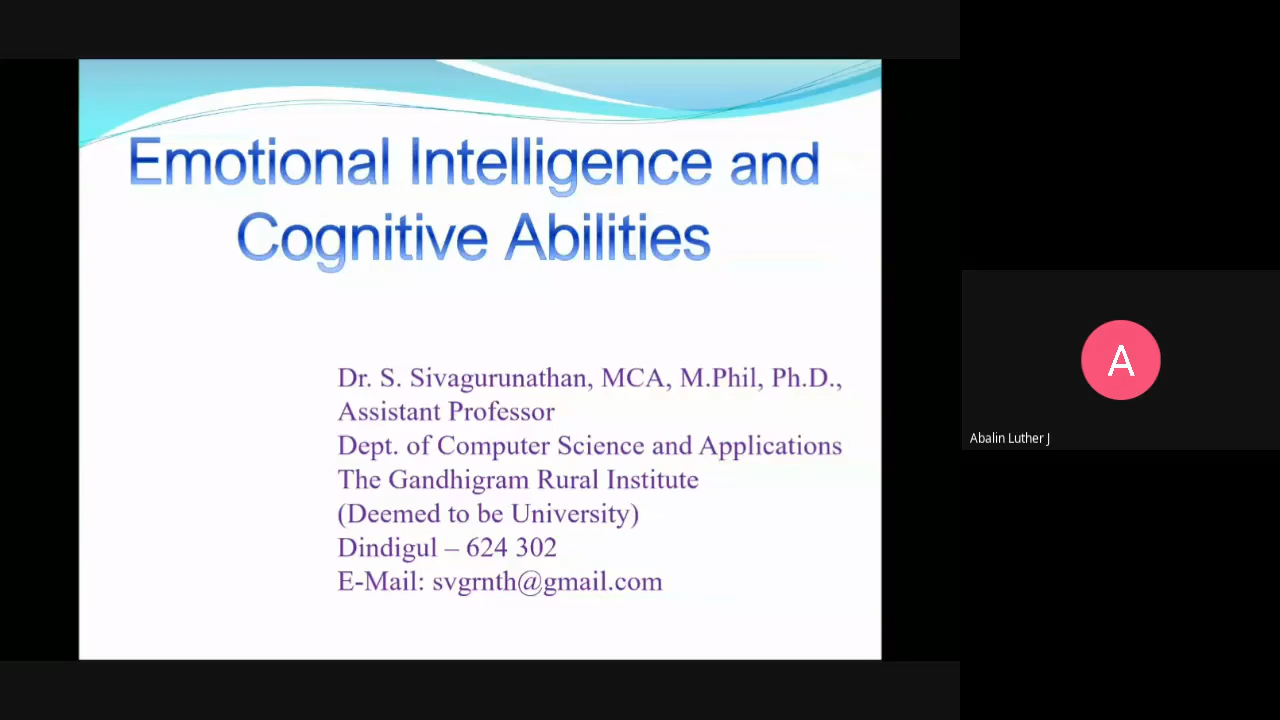 Emotional Intelligence and
Cognitive Abilities
Dr. S. Sivagurunathan, MCA, M.Phil, Ph.D.,
Assistant Professor
Dept. of Computer Science and Applications
The Gandhigram Rural Institute
(Deemed to be University)
Dindigul – 624 302
E-Mail: svgrnth@gmail.com
A
Abalin Luther J